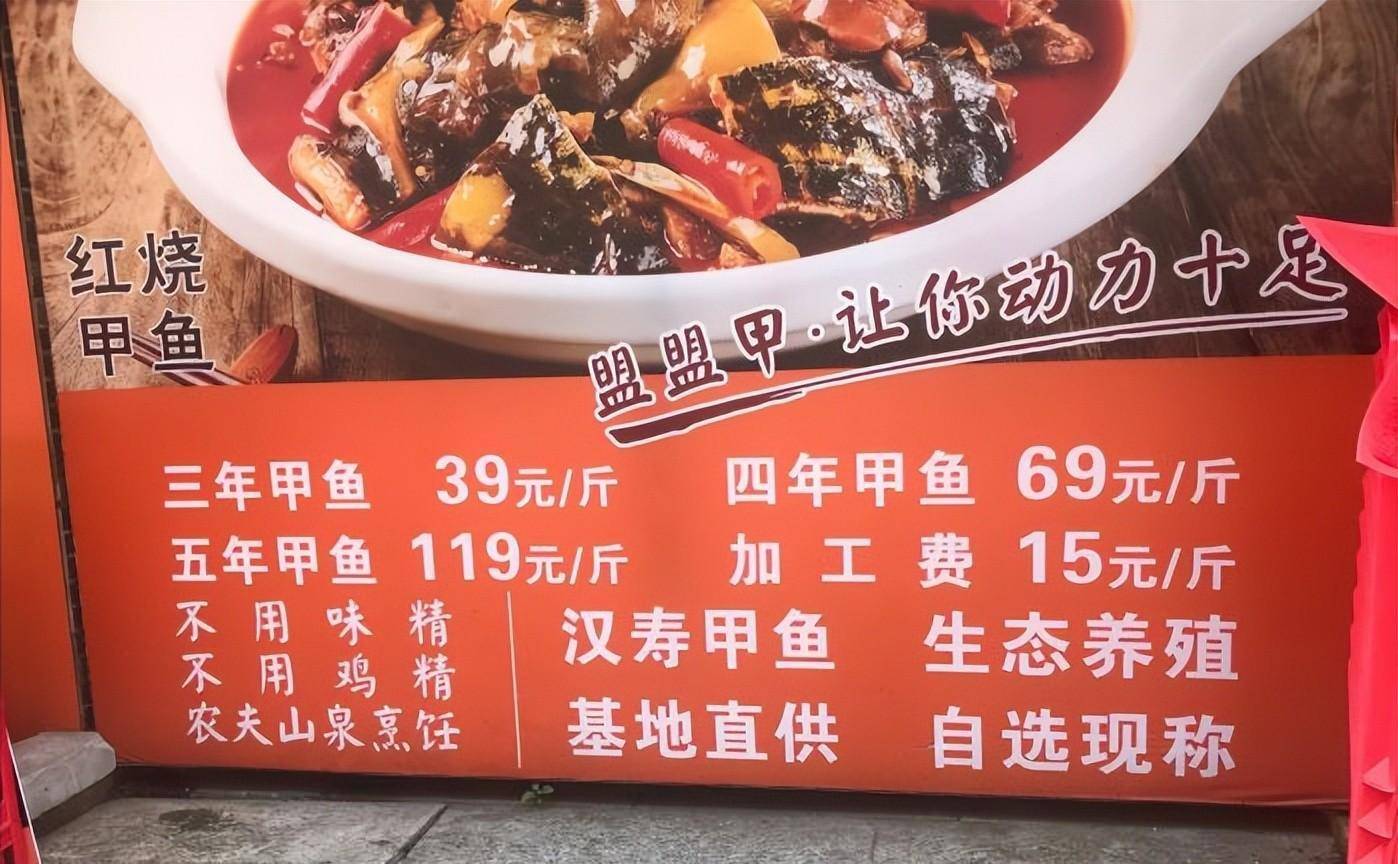 红烧
甲鱼
盟盟甲·让你动力十足
三年甲鱼 39元/斤
四年甲鱼 69元/斤
五年甲鱼 119元/斤
加工费 15元/斤
不用味精
不用鸡精
农夫山泉烹饪
汉寿甲鱼 生态养殖
基地直供 自选现称